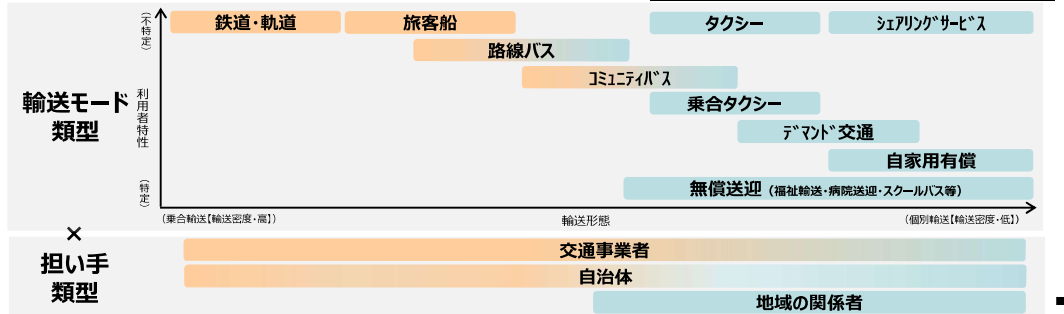 (不特定)
鉄道・軌道
旅客船
タクシー
ｼｪｱﾘﾝｸﾞｻｰﾋﾞｽ
路線バス
ｺﾐｭﾆﾃｨﾊﾞｽ
輸送モード
類型
利用者特性
乗合タクシー
ﾃﾞﾏﾝﾄﾞ交通
自家用有償
(特定)
無償送迎 (福祉輸送・病院送迎・スクールバス等)
(乗合輸送【輸送密度・高】)
輸送形態
(個別輸送【輸送密度・低】)
×
担い手
類型
交通事業者
自治体
地域の関係者